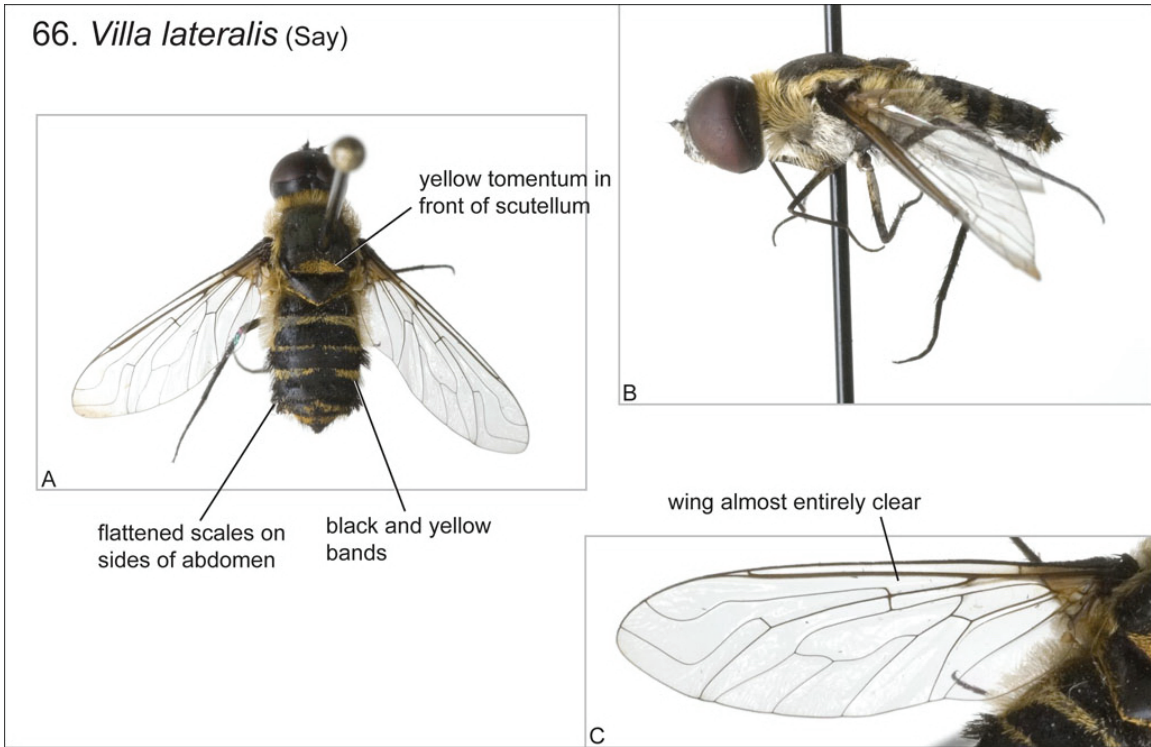 66. Villa lateralis (Say)
yellow tomentum in
front of scutellum
A
flattened scales on
sides of abdomen
black and yellow
bands
B
wing almost entirely clear
C